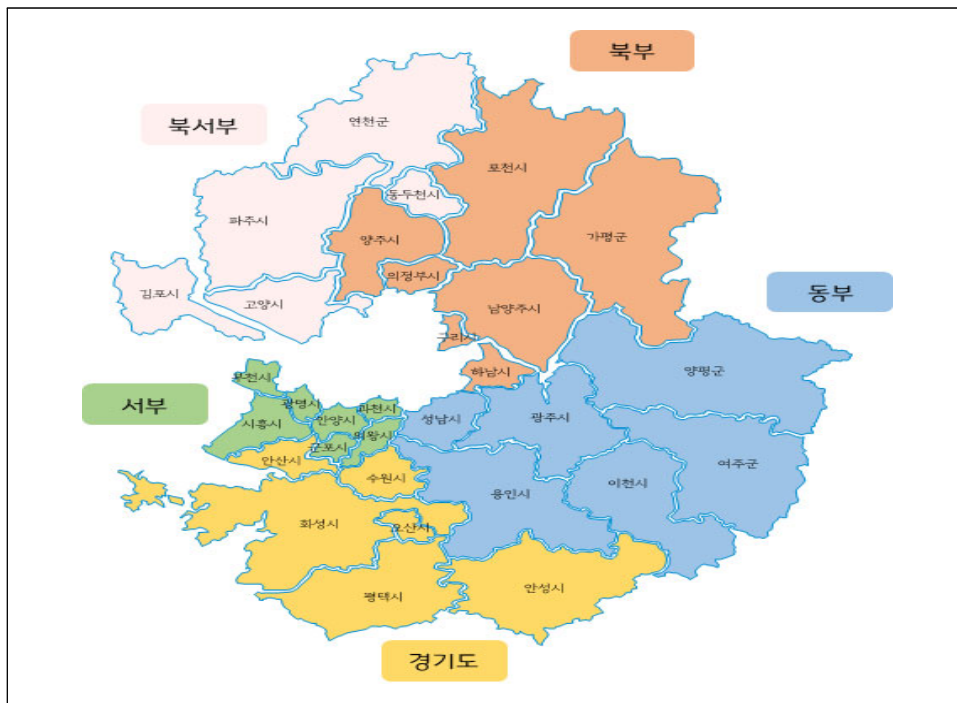 북부
북서부
연천군
포천시
동두천시
파주시
양주시
가평군
의정부시
동부
김포시
고양시
남양주시
구리시
양평군
하남시
부천시
서부
광명시
과천시
시흥시
안양시
성남시
광주시
의왕시
군포시
안산시
여주군
수원시
이천시
용인시
화성시
오산시
안성시
평택시
경기도